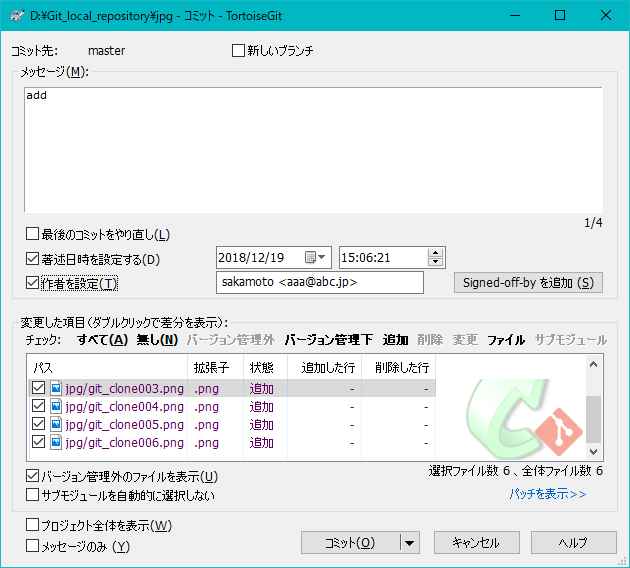 D:¥Git_local_repository¥jpg - コミット - TortoiseGit
コミット先: master 新しいブランチ
メッセージ(M):
add
1/4
最後のコミットをやり直し(L)
著述日時を設定する(D) 2018/12/19 15:06:21
作者を設定(T) sakamoto <aaa@abc.jp> Signed-off-by を追加 (S)
変更した項目(ダブルクリックで差分を表示):
チェック: すべて(A) 無し(N) バージョン管理外 バージョン管理下 追加 削除 変更 ファイル サブモジュール
パス 拡張子 状態 追加した行 削除した行
jpg/git_clone003.png .png 追加 - -
jpg/git_clone004.png .png 追加 - -
jpg/git_clone005.png .png 追加 - -
jpg/git_clone006.png .png 追加 - -
バージョン管理外のファイルを表示(U) 選択ファイル数 6 、全体ファイル数 6
サブモジュールを自動的に選択しない パッチを表示>>
プロジェクト全体を表示(W)
メッセージのみ (Y) コミット(O) キャンセル ヘルプ